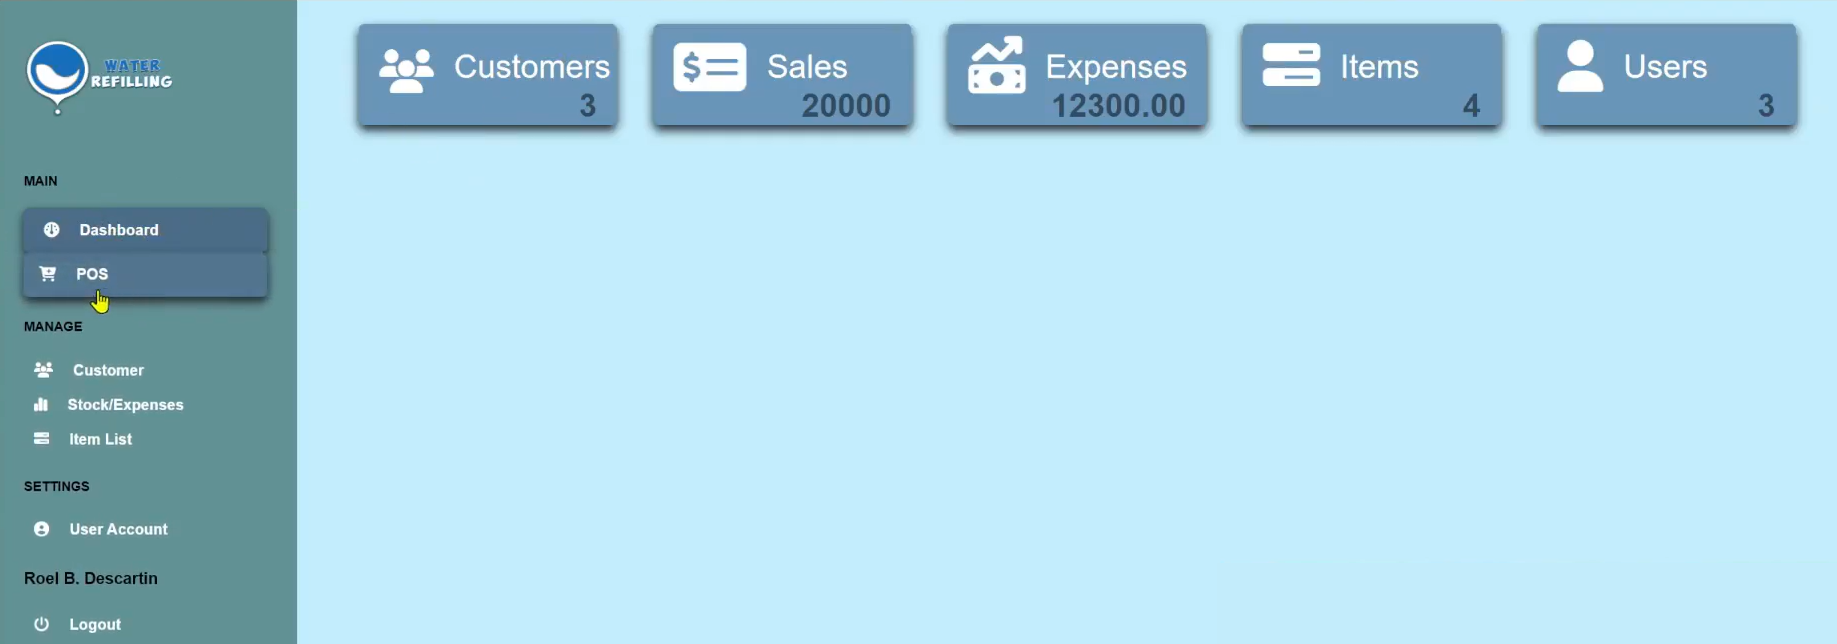 WATER
REFILLING
MAIN
Dashboard
POS
MANAGE
Customer
Stock/Expenses
Item List
SETTINGS
User Account
Roel B. Descartin
Logout
Customers
3
Sales
20000
Expenses
12300.00
Items
4
Users
3